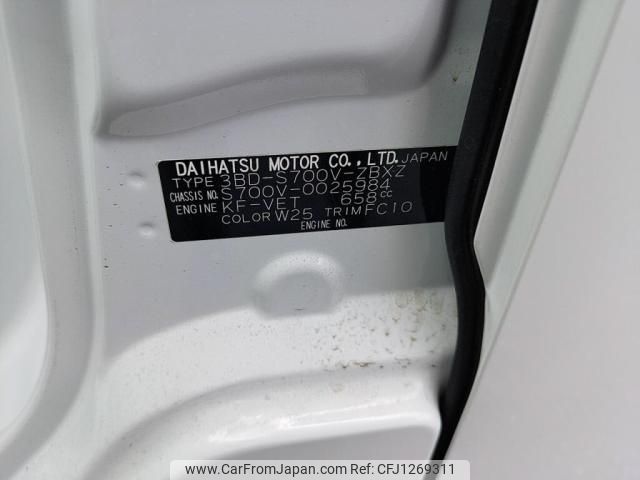 DAIHATSU MOTOR CO., LTD. JAPAN
TYPE 3BD-S700V-ZBXZ
CHASSIS NO. S700V-0025984
ENGINE KF-VET 658cc
COLOR W25 TRIM FC10
ENGINE NO.
www.CarFromJapan.com - CFJ1269311